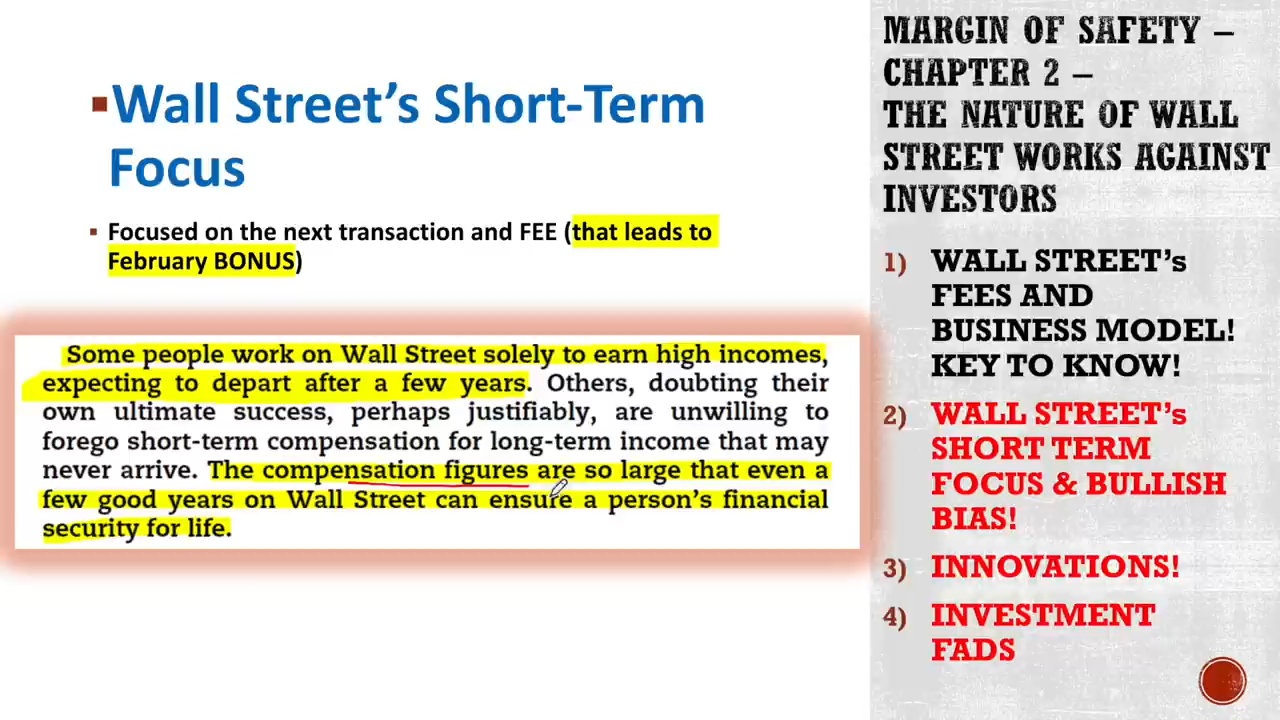 ▪Wall Street's Short-Term
Focus
▪ Focused on the next transaction and FEE (that leads to
February BONUS)
Some people work on Wall Street solely to earn high incomes,
expecting to depart after a few years. Others, doubting their
own ultimate success, perhaps justifiably, are unwilling to
forego short-term compensation for long-term income that may
never arrive. The compensation figures are so large that even a
few good years on Wall Street can ensure a person's financial
security for life.
MARGIN OF SAFETY –
CHAPTER 2 –
THE NATURE OF WALL
STREET WORKS AGAINST
INVESTORS
1) WALL STREET's
FEES AND
BUSINESS MODEL!
KEY TO KNOW!
2) WALL STREET's
SHORT TERM
FOCUS & BULLISH
BIAS!
3) INNOVATIONS!
4) INVESTMENT
FADS